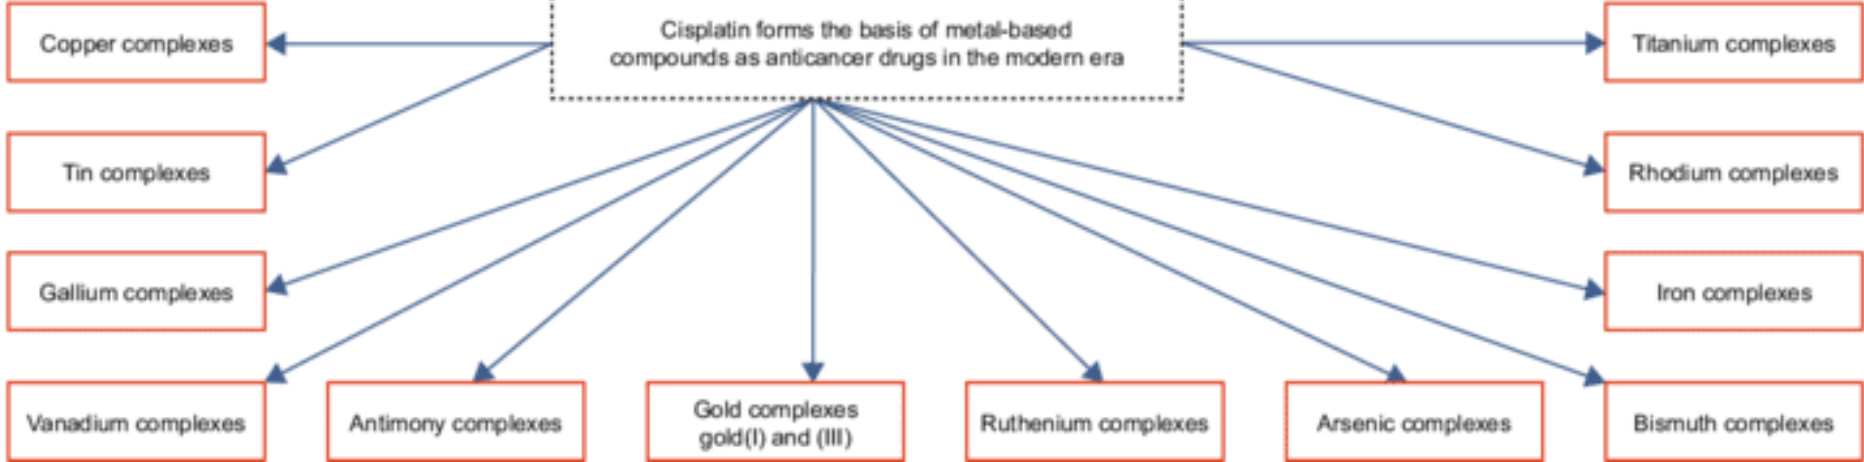 Copper complexes
Cisplatin forms the basis of metal-based
compounds as anticancer drugs in the modern era
Titanium complexes
Tin complexes
Rhodium complexes
Gallium complexes
Iron complexes
Vanadium complexes
Antimony complexes
Gold complexes
gold(I) and (III)
Ruthenium complexes
Arsenic complexes
Bismuth complexes